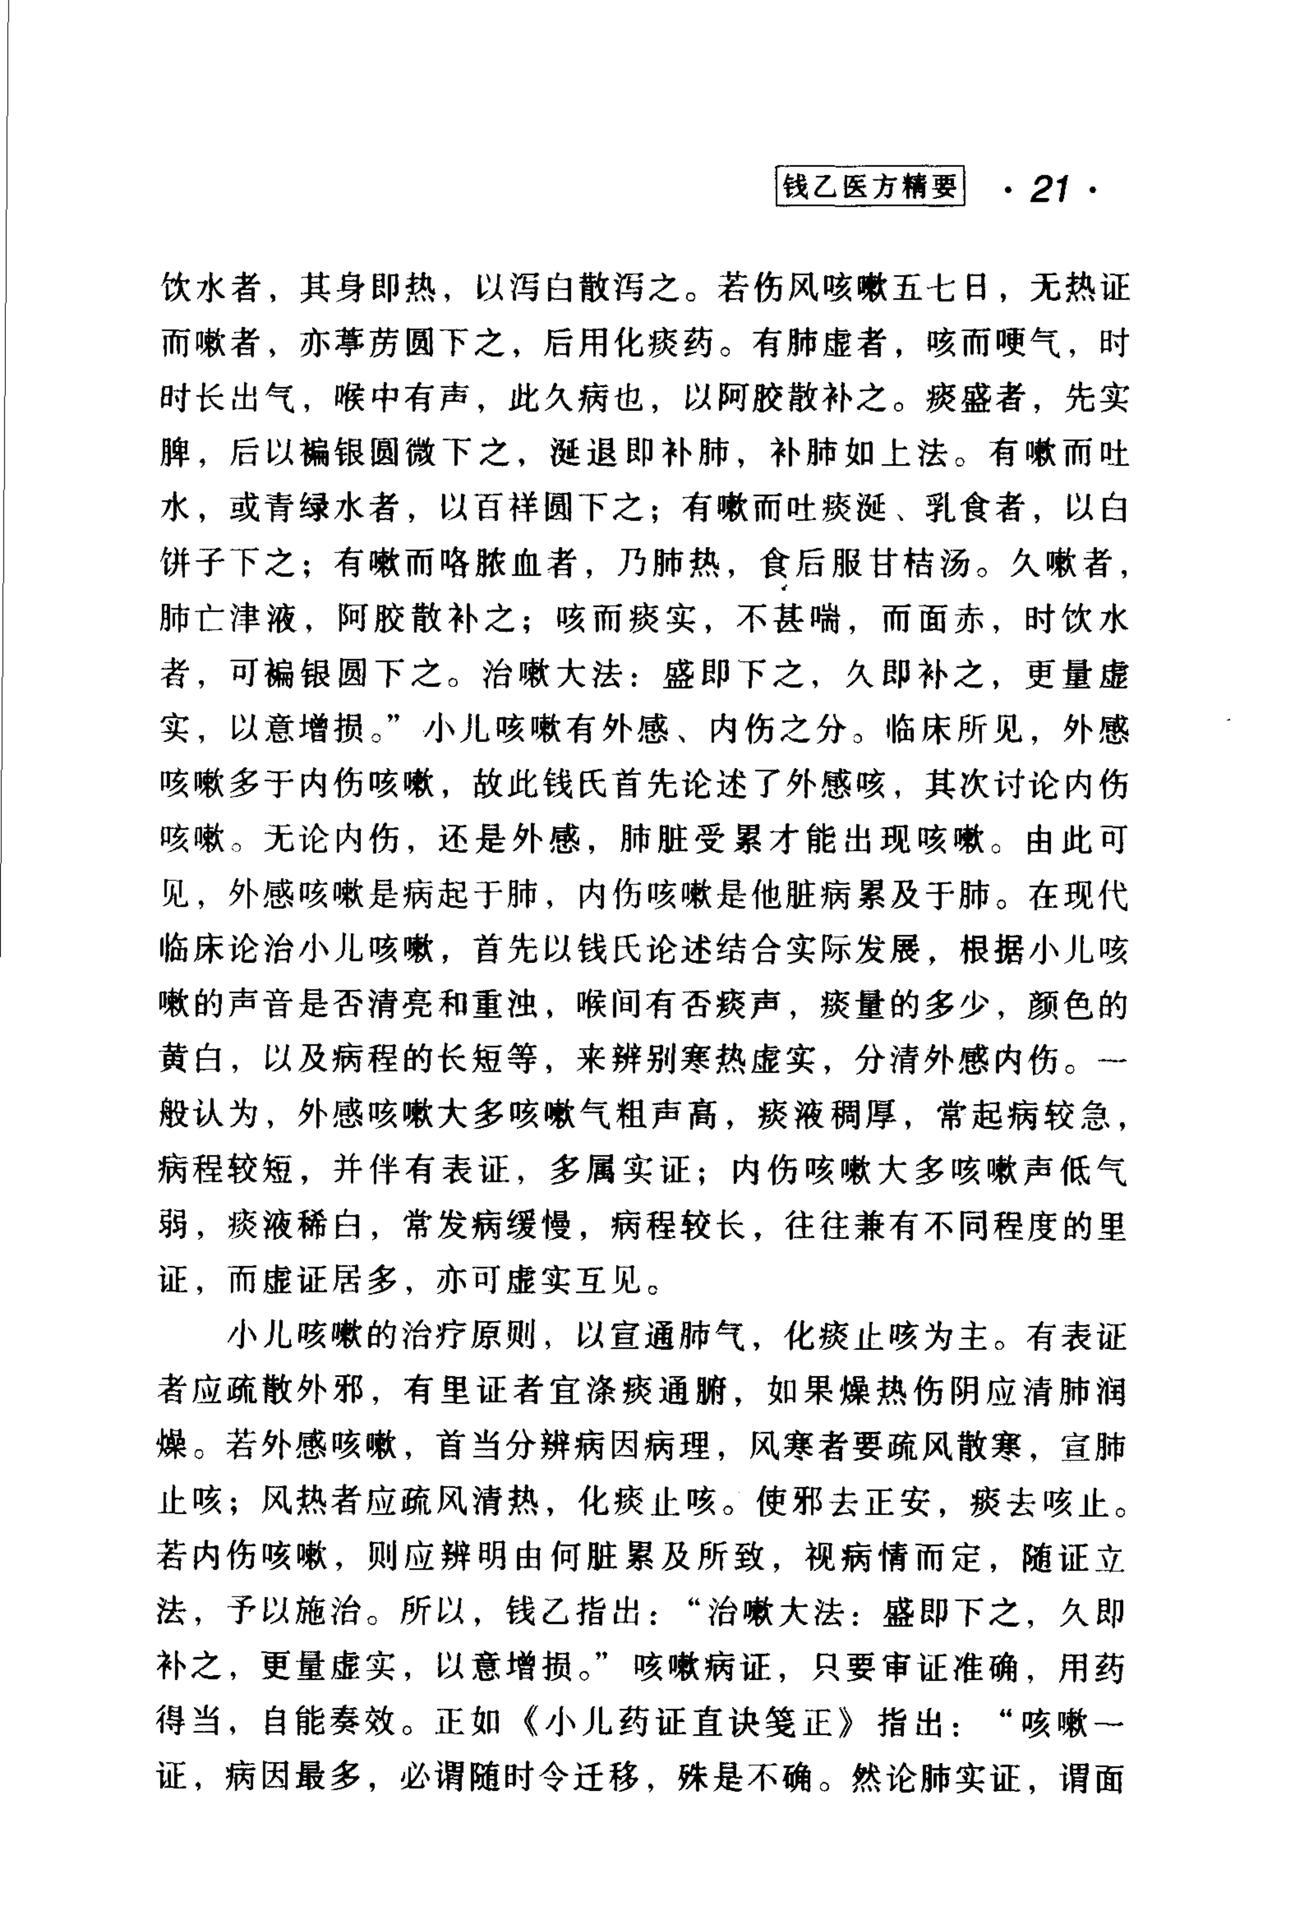 钱乙医方精要 · 21 ·
饮水者，其身即热，以泻白散泻之。若伤风咳嗽五七日，无热证
而嗽者，亦葶苈圆下之，后用化痰药。有肺虚者，咳而哽气，时
时长出气，喉中有声，此久病也，以阿胶散补之。痰盛者，先实
脾，后以褊银圆微下之，涎退即补肺，补肺如上法。有嗽而吐
水，或青绿水者，以百祥圆下之；有嗽而吐痰涎、乳食者，以白
饼子下之；有嗽而咯脓血者，乃肺热，食后服甘桔汤。久嗽者，
肺亡津液，阿胶散补之；咳而痰实，不甚喘，而面赤，时饮水
者，可褊银圆下之。治嗽大法：盛即下之，久即补之，更量虚
实，以意增损。”小儿咳嗽有外感、内伤之分。临床所见，外感
咳嗽多于内伤咳嗽，故此钱氏首先论述了外感咳，其次讨论内伤
咳嗽。无论内伤，还是外感，肺脏受累才能出现咳嗽。由此可
见，外感咳嗽是病起于肺，内伤咳嗽是他脏病累及于肺。在现代
临床论治小儿咳嗽，首先以钱氏论述结合实际发展，根据小儿咳
嗽的声音是否清亮和重浊，喉间有否痰声，痰量的多少，颜色的
黄白，以及病程的长短等，来辨别寒热虚实，分清外感内伤。一
般认为，外感咳嗽大多咳嗽气粗声高，痰液稠厚，常起病较急，
病程较短，并伴有表证，多属实证；内伤咳嗽大多咳嗽声低气
弱，痰液稀白，常发病缓慢，病程较长，往往兼有不同程度的里
证，而虚证居多，亦可虚实互见。
小儿咳嗽的治疗原则，以宣通肺气，化痰止咳为主。有表证
者应疏散外邪，有里证者宜涤痰通腑，如果燥热伤阴应清肺润
燥。若外感咳嗽，首当分辨病因病理，风寒者要疏风散寒，宣肺
止咳；风热者应疏风清热，化痰止咳。使邪去正安，痰去咳止。
若内伤咳嗽，则应辨明由何脏累及所致，视病情而定，随证立
法，予以施治。所以，钱乙指出：“治嗽大法：盛即下之，久即
补之，更量虚实，以意增损。”咳嗽病证，只要审证准确，用药
得当，自能奏效。正如《小儿药证直诀笺正》指出：“咳嗽一
证，病因最多，必谓随时令迁移，殊是不确。然论肺实证，谓面